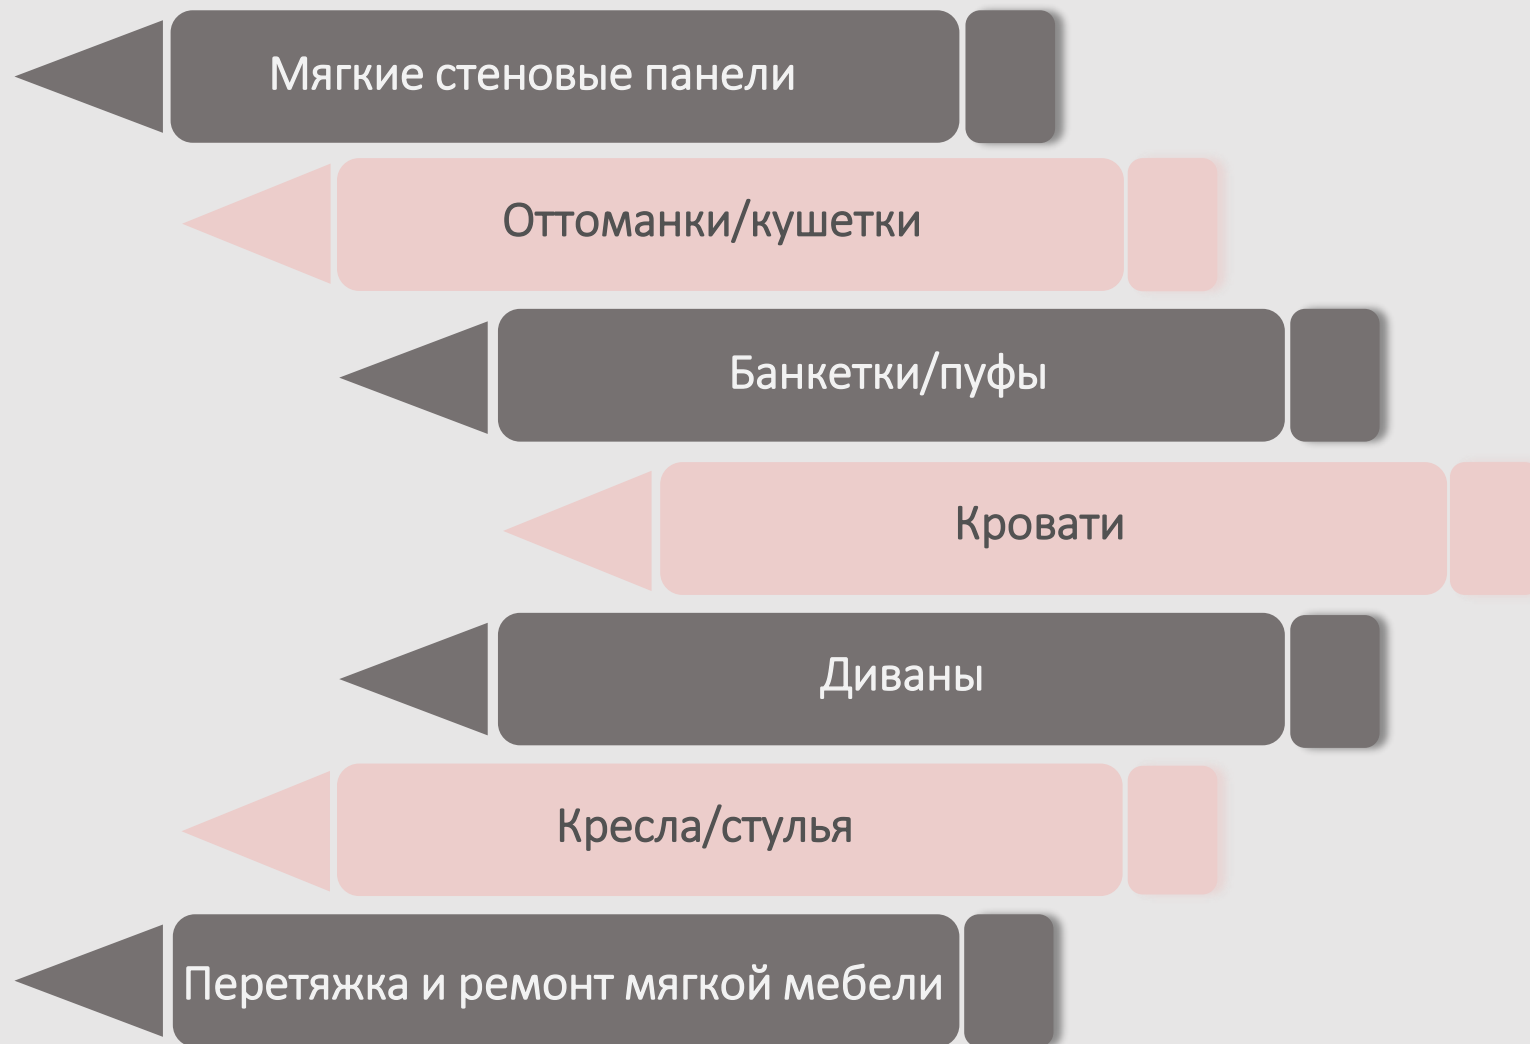 Мягкие стеновые панели
Оттоманки/кушетки
Банкетки/пуфы
Кровати
Диваны
Кресла/стулья
Перетяжка и ремонт мягкой мебели